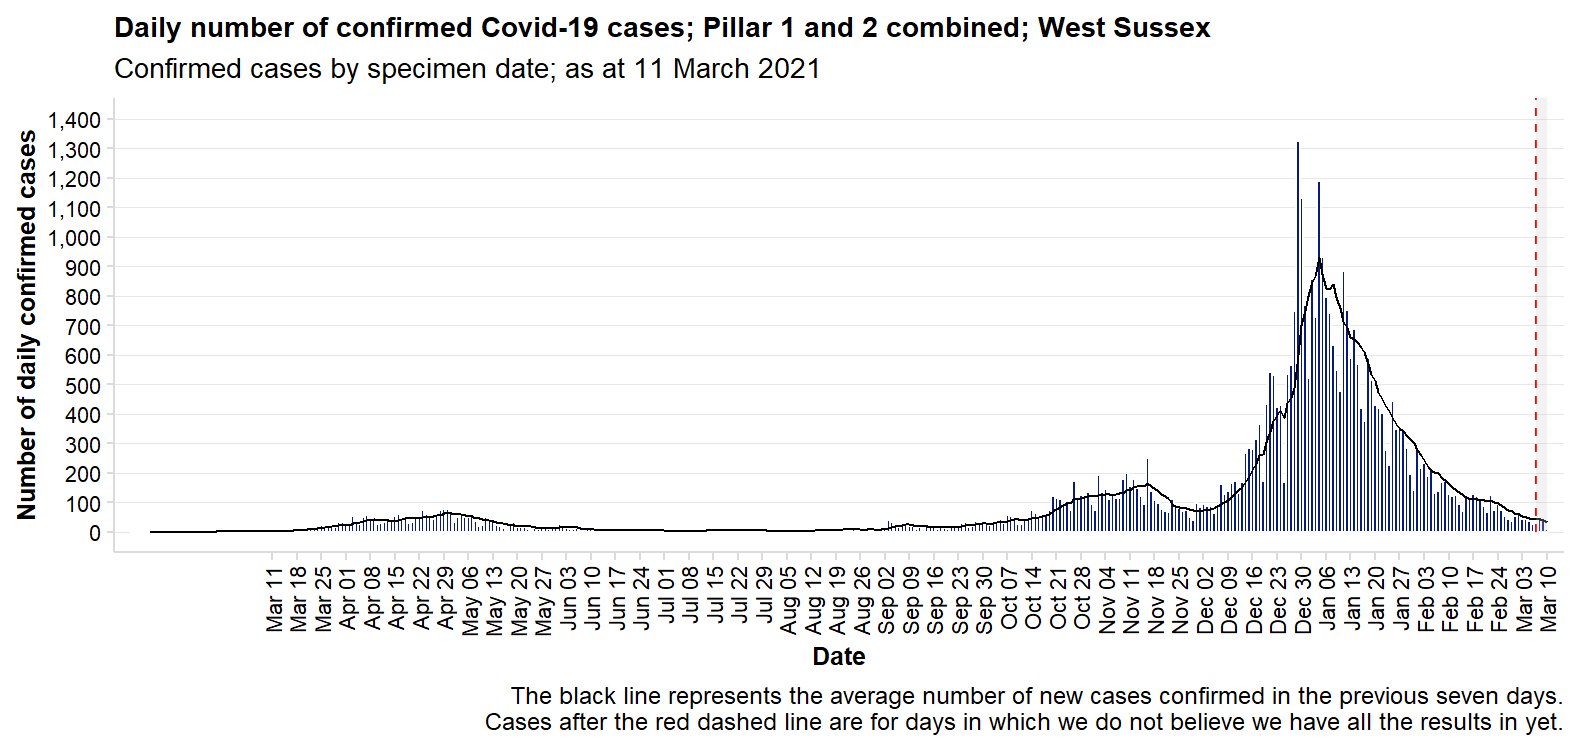 Daily number of confirmed Covid-19 cases; Pillar 1 and 2 combined; West Sussex
Confirmed cases by specimen date; as at 11 March 2021
Number of daily confirmed cases
1,400
1,300
1,200
1,100
1,000
900
800
700
600
500
400
300
200
100
0
Mar 11
Mar 18
Mar 25
Apr 01
Apr 08
Apr 15
Apr 22
Apr 29
May 06
May 13
May 20
May 27
Jun 03
Jun 10
Jun 17
Jun 24
Jul 01
Jul 08
Jul 15
Jul 22
Jul 29
Aug 05
Aug 12
Aug 19
Aug 26
Sep 02
Sep 09
Sep 16
Sep 23
Sep 30
Oct 07
Oct 14
Oct 21
Oct 28
Nov 04
Nov 11
Nov 18
Nov 25
Dec 02
Dec 09
Dec 16
Dec 23
Dec 30
Jan 06
Jan 13
Jan 20
Jan 27
Feb 03
Feb 10
Feb 17
Feb 24
Mar 03
Mar 10
Date
The black line represents the average number of new cases confirmed in the previous seven days.
Cases after the red dashed line are for days in which we do not believe we have all the results in yet.